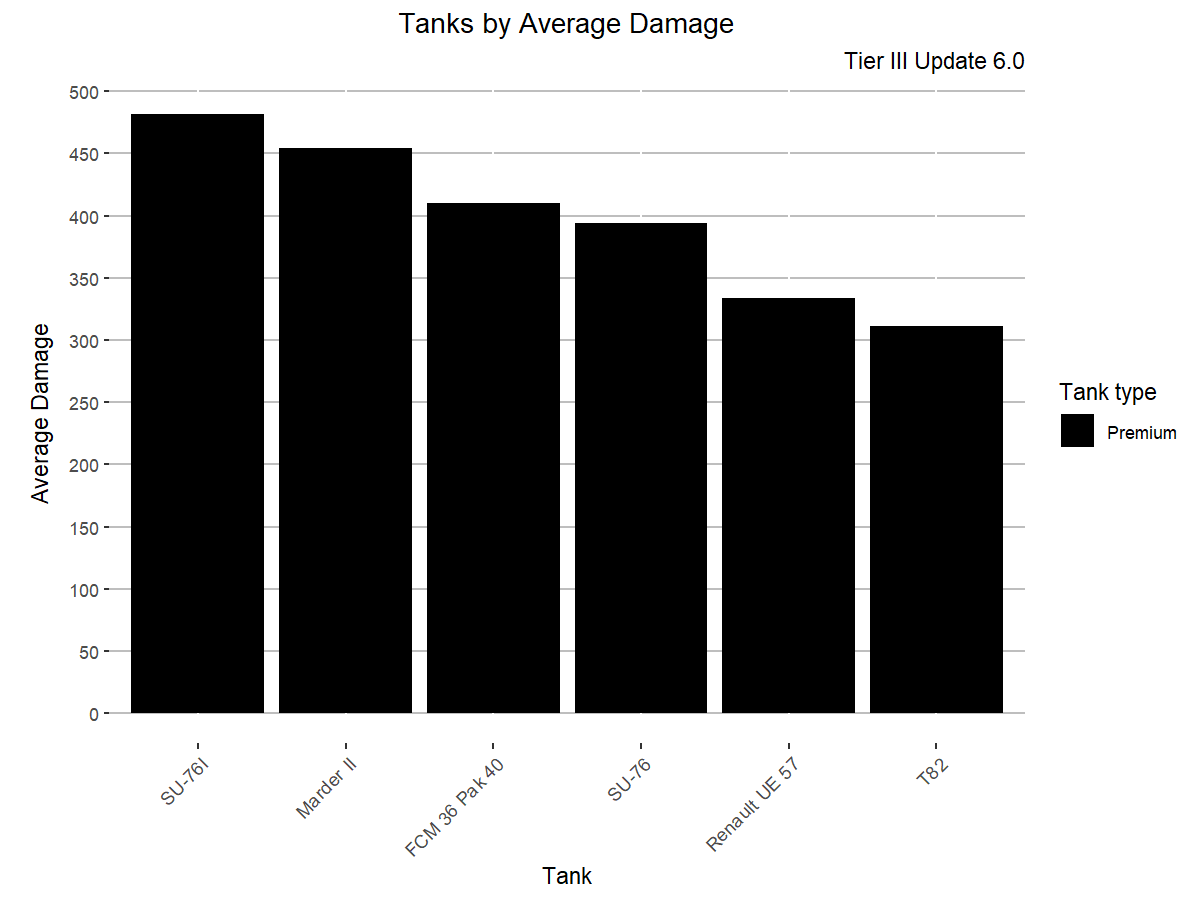 Tanks by Average Damage
Tier III Update 6.0
500
450
400
350
300
250
200
150
100
50
0
Average Damage
SU-76I
Marder II
FCM 36 Pak 40
SU-76
Renault UE 57
T82
Tank
Tank type
Premium